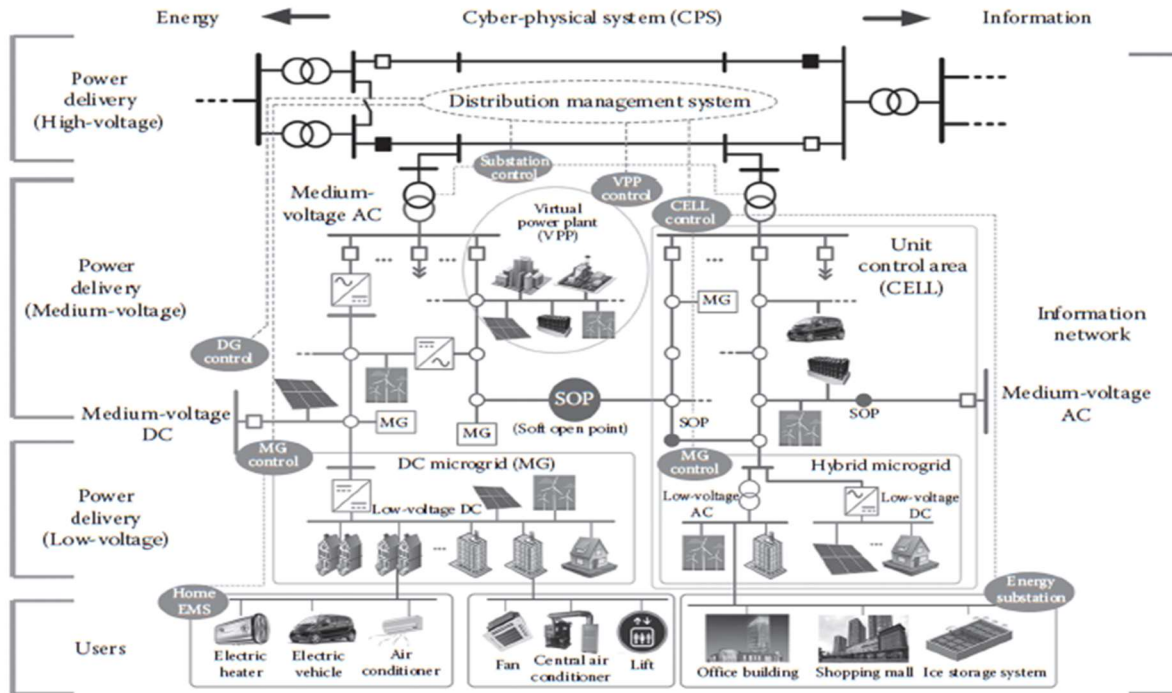 Energy
Cyber-physical system (CPS)
Information
Power
delivery
(High-voltage)
Distribution management system
Substation
control
VPP
control
CELL
control
Medium-
voltage AC
Virtual
power plant
(VPP)
Unit
control area
(CELL)
Power
delivery
(Medium-voltage)
...
...
...
...
MG
Information
network
DG
control
Medium-voltage
DC
MG
MG
SOP
(Soft open point)
SOP
SOP
Medium-voltage
AC
MG
control
DC microgrid (MG)
MG
control
Hybrid microgrid
Power
delivery
(Low-voltage)
Low-voltage DC
Low-voltage
AC
Low-voltage
DC
...
...
Home
EMS
Energy
substation
Users
Electric
heater
Electric
vehicle
Air
conditioner
Fan
Central air
conditioner
Lift
Office building
Shopping mall
Ice storage system